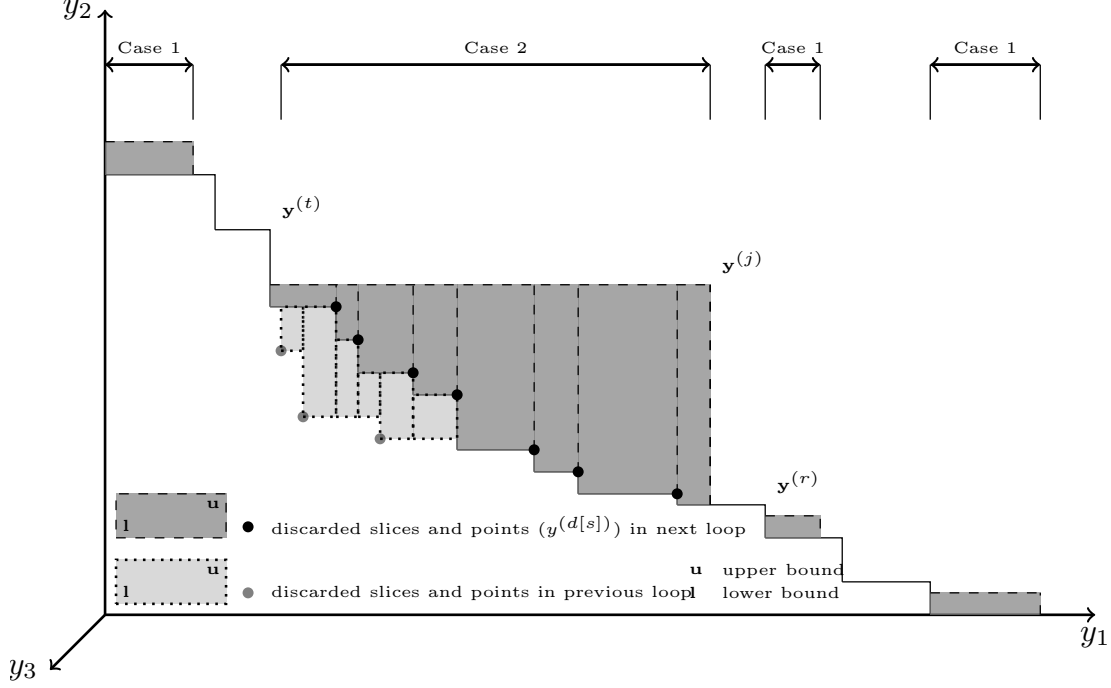 y₂
Case 1
Case 2
Case 1
Case 1
y⁽ᵗ⁾
y⁽ʲ⁾
y⁽ʳ⁾
u
l
discarded slices and points (y^(d[s])) in next loop
u
l
discarded slices and points in previous loop
u upper bound
l lower bound
y₁
y₃